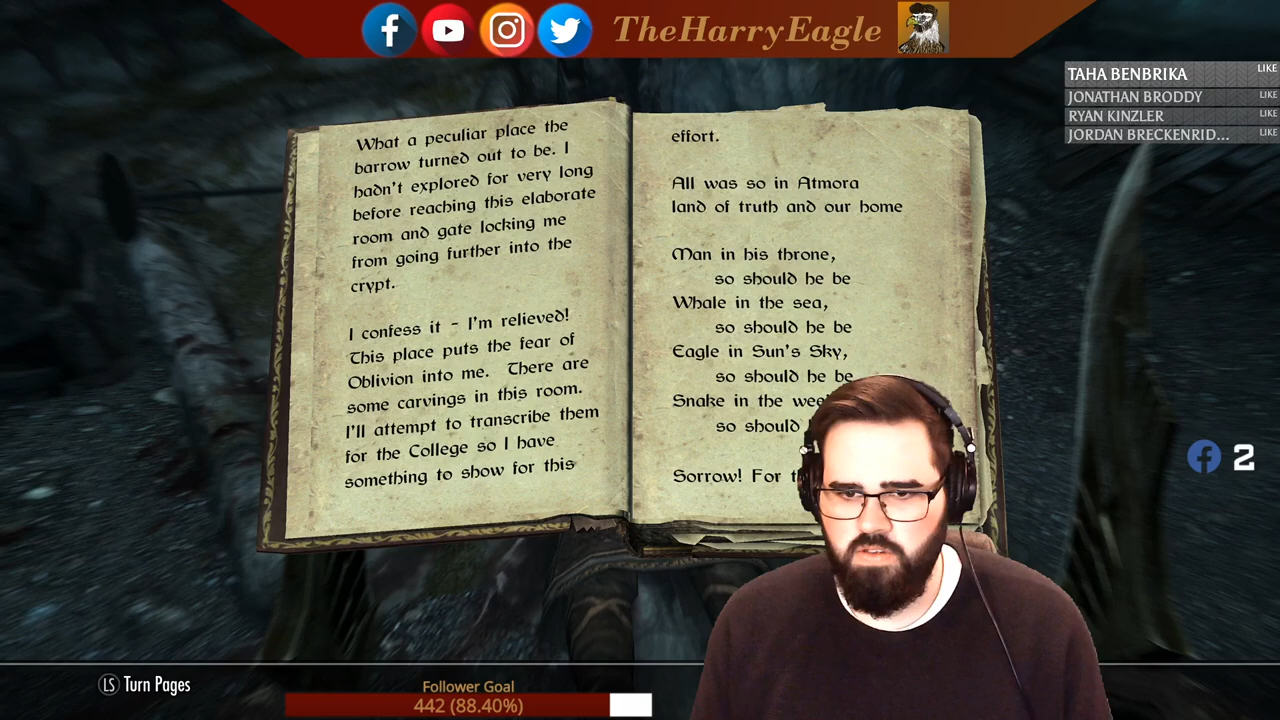 TheHarryEagle
TAHA BENBRIKA LIKE
JONATHAN BRODDY LIKE
RYAN KINZLER LIKE
JORDAN BRECKENRID... LIKE
What a peculiar place the
barrow turned out to be. I
hadn't explored for very long
before reaching this elaborate
room and gate locking me
from going further into the
crypt.
I confess it - I'm relieved!
This place puts the fear of
Oblivion into me. There are
some carvings in this room.
I'll attempt to transcribe them
for the College so I have
something to show for this
effort.
All was so in Atmora
land of truth and our home
Man in his throne,
so should he be
Whale in the sea,
so should he be
Eagle in Sun's Sky,
so should he be
Snake in the
so should
Sorrow! For
2
LS Turn Pages
Follower Goal
442 (88.40%)